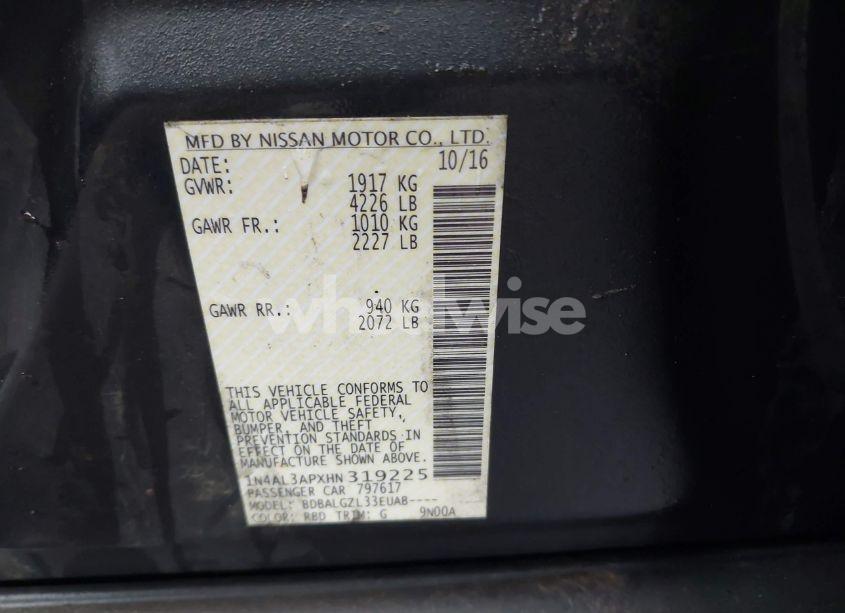 MFD BY NISSAN MOTOR CO., LTD.
DATE: 10/16
GVWR: 1917 KG
4226 LB
GAWR FR.: 1010 KG
2227 LB
GAWR RR.: 940 KG
2072 LB
wheelwise
THIS VEHICLE CONFORMS TO
ALL APPLICABLE FEDERAL
MOTOR VEHICLE SAFETY,
BUMPER, AND THEFT
PREVENTION STANDARDS IN
EFFECT ON THE DATE OF
MANUFACTURE SHOWN ABOVE.
1N4AL3APXHN 319225
PASSENGER CAR 797617
MODEL: BDBALGZL33EUAB----
COLOR: RBD TRIM: G 9N00A